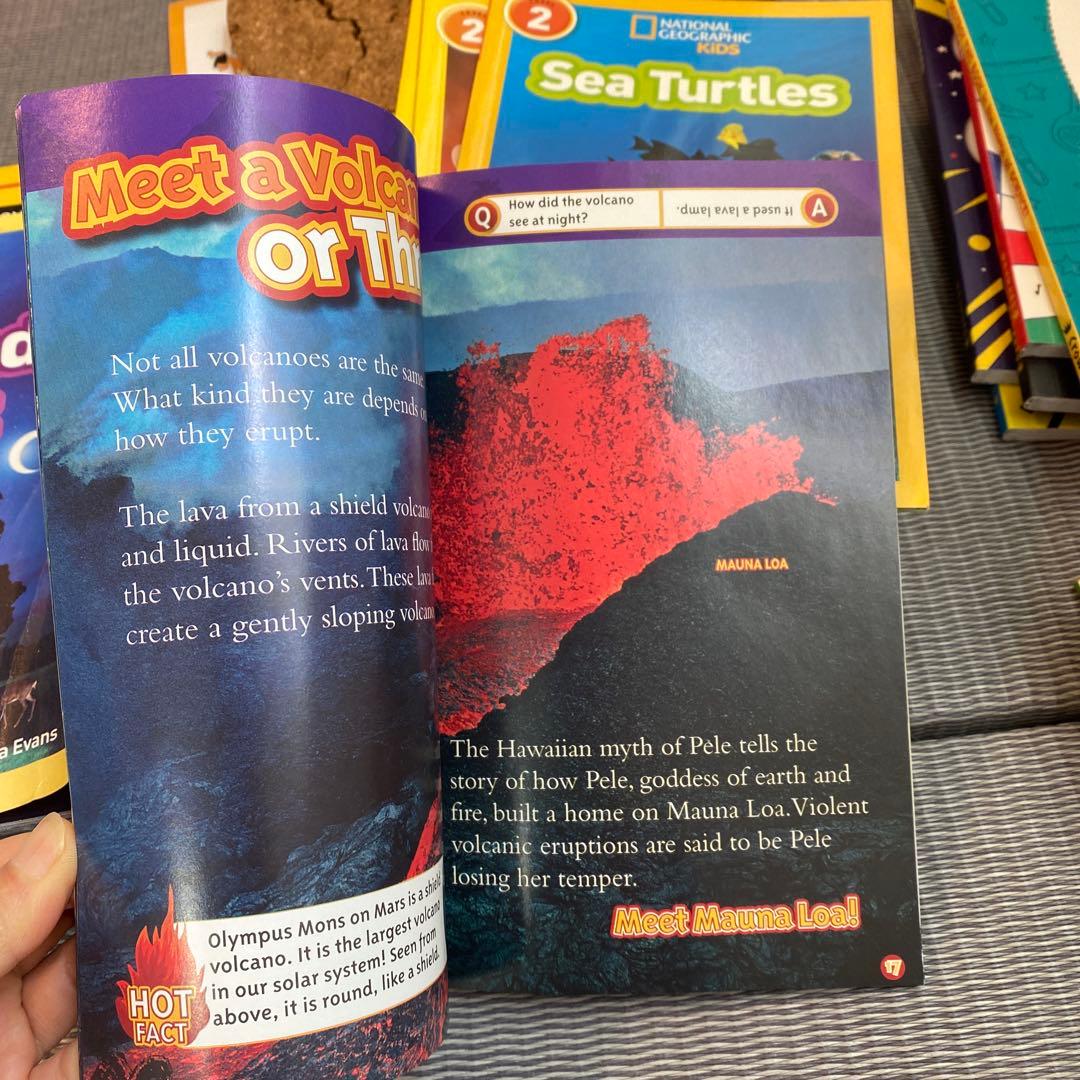 2
2
NATIONAL
GEOGRAPHIC
KiDS
Sea Turtles
Meet a
or
Not all volcanoes are the same
What kind they are depends
how they erupt.
The lava from a shield
and liquid. Rivers of lava flow
the volcano's vents. These
create a gently sloping
HOT
FACT
Olympus Mons on Mars is a shield
volcano. It is the largest volcano
in our solar system! Seen from
above, it is round, like a shield.
Q
How did the volcano
see at night?
It used a lava lamp.
A
MAUNA LOA
The Hawaiian myth of Pele tells the
story of how Pele, goddess of earth and
fire, built a home on Mauna Loa. Violent
volcanic eruptions are said to be Pele
losing her temper.
Meet Mauna Loa!
17
Evans